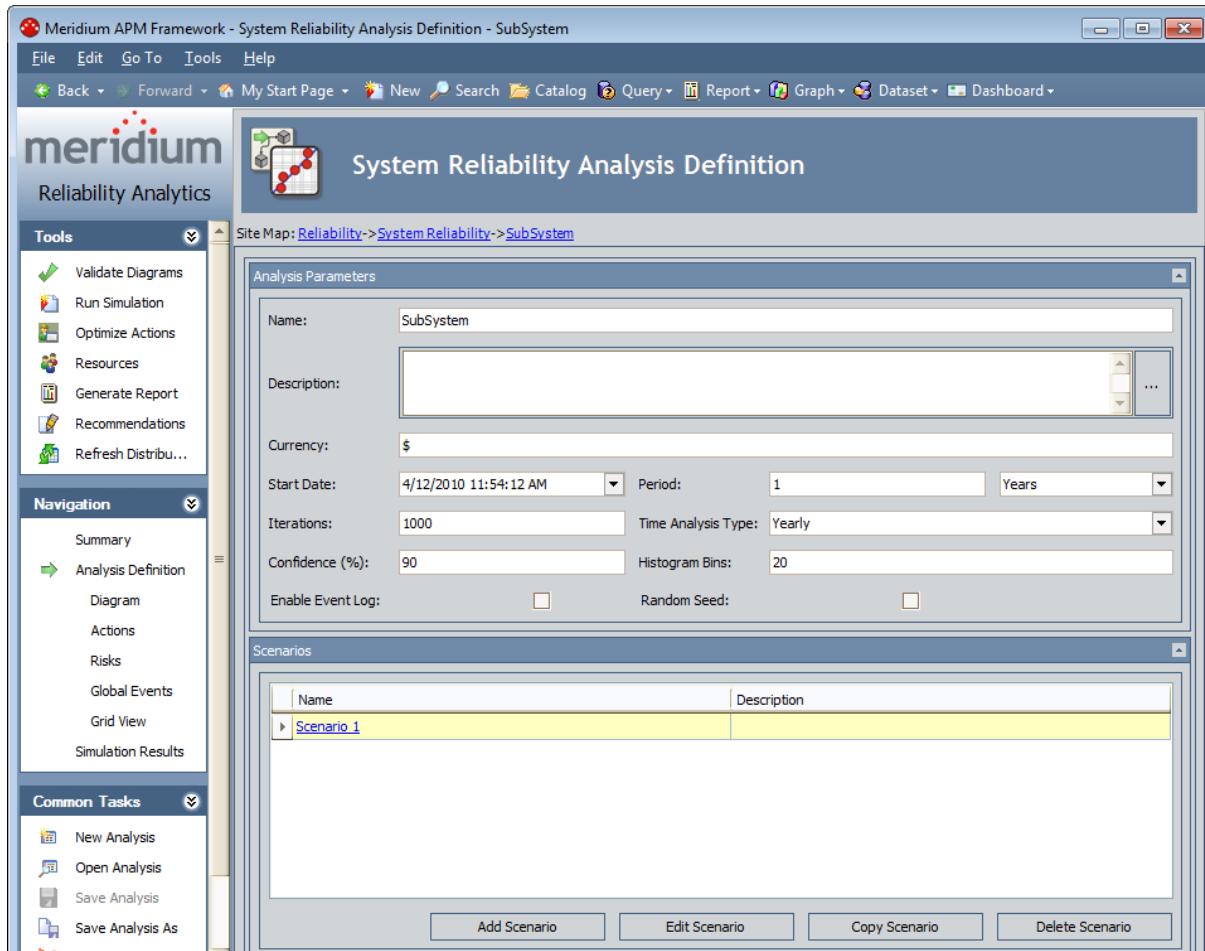 Meridium APM Framework - System Reliability Analysis Definition - SubSystem
File Edit Go To Tools Help
Back Forward My Start Page New Search Catalog Query Report Graph Dataset Dashboard
meridium
Reliability Analytics
System Reliability Analysis Definition
Site Map: Reliability->System Reliability->SubSystem
Tools
Validate Diagrams
Run Simulation
Optimize Actions
Resources
Generate Report
Recommendations
Refresh Distribu...
Navigation
Summary
Analysis Definition
Diagram
Actions
Risks
Global Events
Grid View
Simulation Results
Common Tasks
New Analysis
Open Analysis
Save Analysis
Save Analysis As
Analysis Parameters
Name: SubSystem
Description:
...
Currency: $
Start Date: 4/12/2010 11:54:12 AM Period: 1 Years
Iterations: 1000 Time Analysis Type: Yearly
Confidence (%): 90 Histogram Bins: 20
Enable Event Log: Random Seed:
Scenarios
Name Description
Scenario 1
Add Scenario Edit Scenario Copy Scenario Delete Scenario